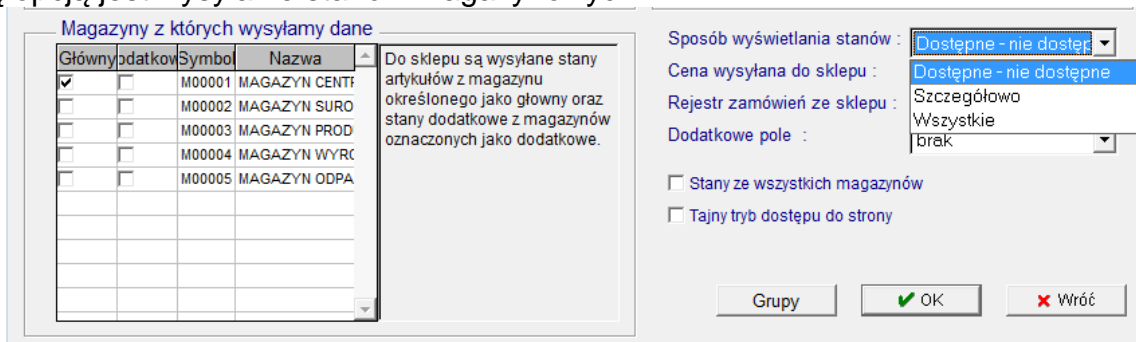 Magazyny z których wysyłamy dane
Główny odatkow Symbol Nazwa
M00001 MAGAZYN CENTR
M00002 MAGAZYN SURO
M00003 MAGAZYN PROD
M00004 MAGAZYN WYRO
M00005 MAGAZYN ODPA
Do sklepu są wysyłane stany
artykułów z magazynu
określonego jako głowny oraz
stany dodatkowe z magazynów
oznaczonych jako dodatkowe.
Sposób wyświetlania stanów : Dostępne - nie dostęp
Dostępne - nie dostępne
Szczegółowo
Wszystkie
Cena wysyłana do sklepu :
Rejestr zamówień ze sklepu :
Dodatkowe pole : brak
Stany ze wszystkich magazynów
Tajny tryb dostępu do strony
Grupy OK Wróć